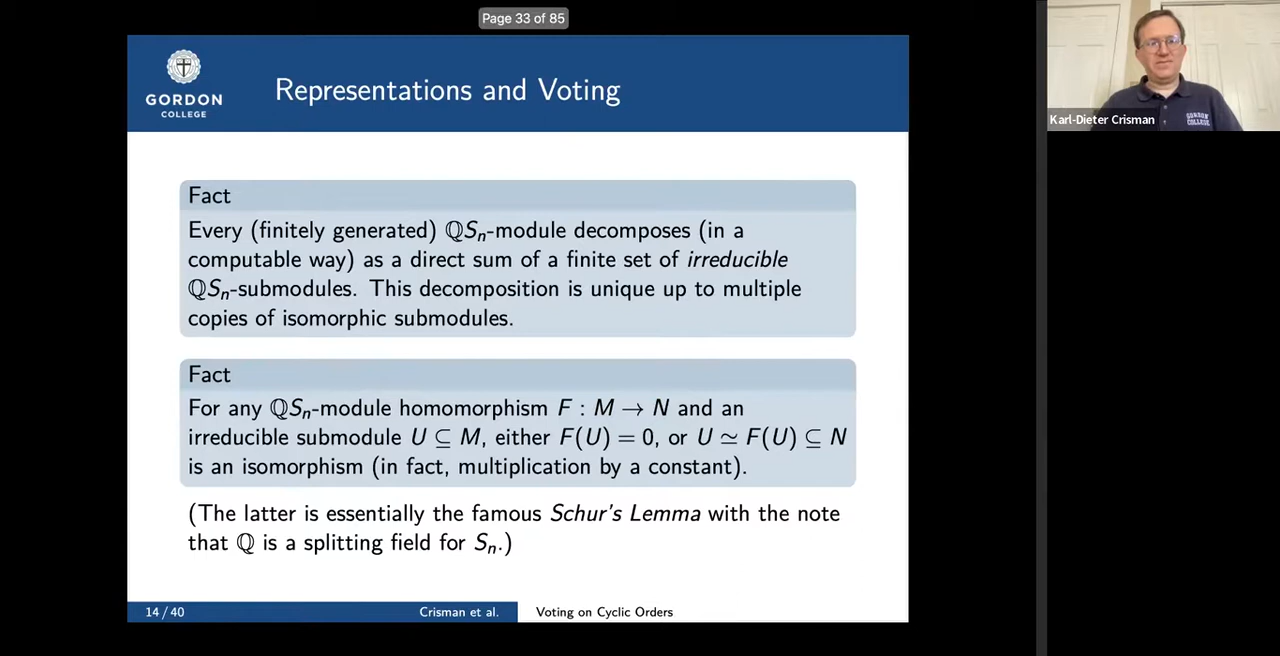 Page 33 of 85
GORDON
COLLEGE
Representations and Voting
Fact
Every (finitely generated) ℚSₙ-module decomposes (in a
computable way) as a direct sum of a finite set of irreducible
ℚSₙ-submodules. This decomposition is unique up to multiple
copies of isomorphic submodules.
Fact
For any ℚSₙ-module homomorphism F : M → N and an
irreducible submodule U ⊆ M, either F(U) = 0, or U ≃ F(U) ⊆ N
is an isomorphism (in fact, multiplication by a constant).
(The latter is essentially the famous Schur's Lemma with the note
that ℚ is a splitting field for Sₙ.)
14 / 40
Crisman et al.
Voting on Cyclic Orders
Karl-Dieter Crisman
GORDON
COLLEGE